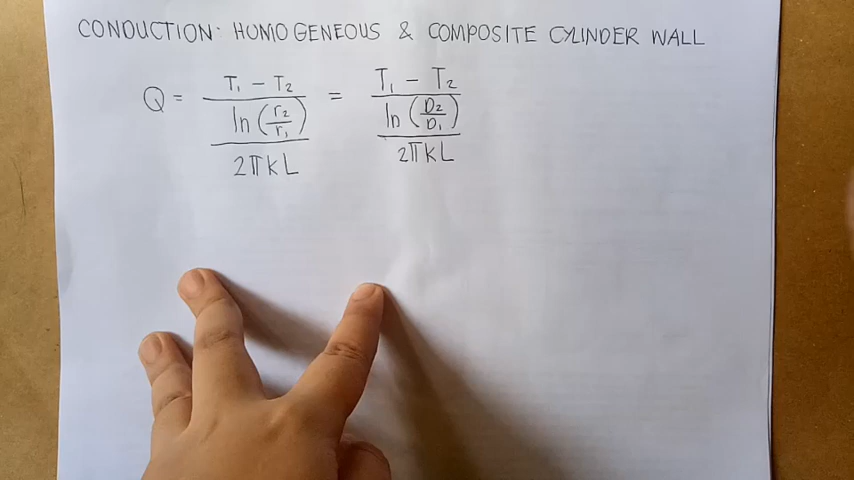 CONDUCTION: HOMOGENEOUS & COMPOSITE CYLINDER WALL
Q = T₁ - T₂ / (ln (r₂/r₁) / 2πkL) = T₁ - T₂ / (ln (D₂/D₁) / 2πkL)